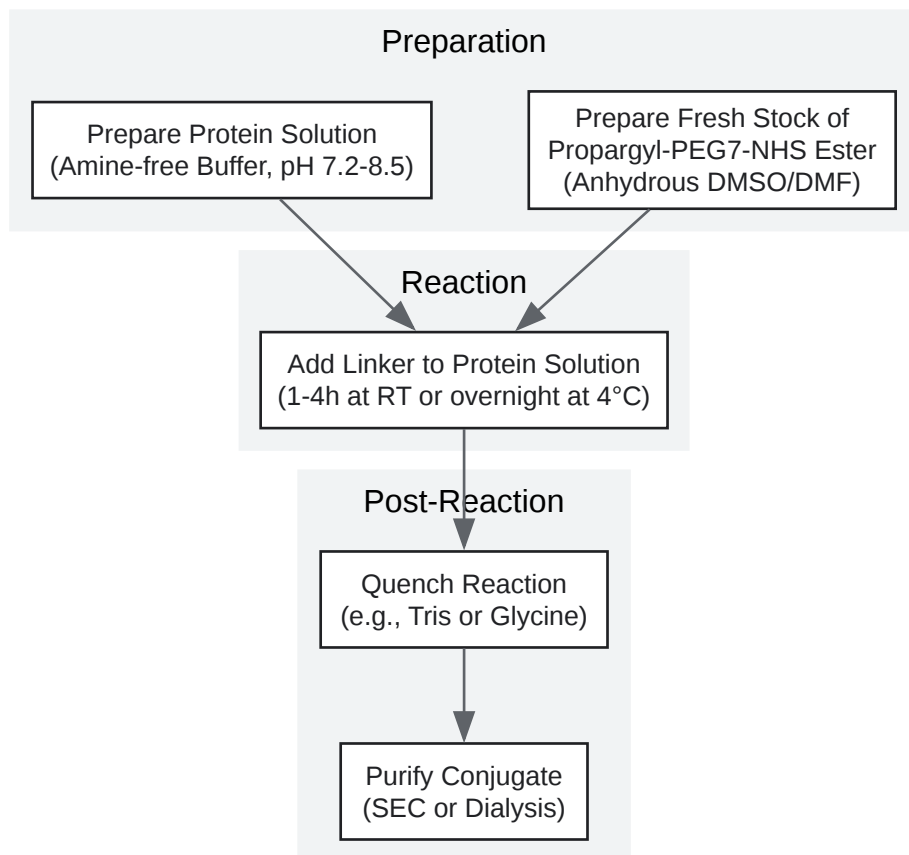 Preparation
Prepare Protein Solution
(Amine-free Buffer, pH 7.2-8.5)
Prepare Fresh Stock of
Propargyl-PEG7-NHS Ester
(Anhydrous DMSO/DMF)
Reaction
Add Linker to Protein Solution
(1-4h at RT or overnight at 4°C)
Post-Reaction
Quench Reaction
(e.g., Tris or Glycine)
Purify Conjugate
(SEC or Dialysis)